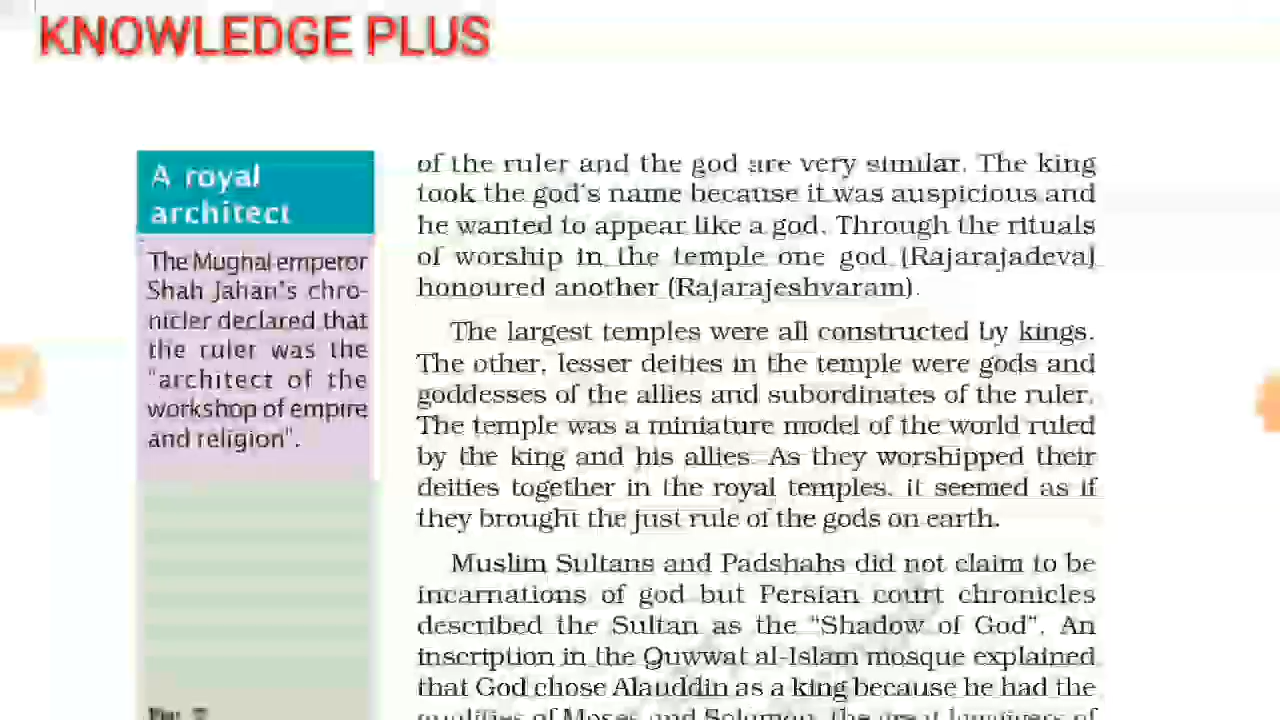 KNOWLEDGE PLUS
A royal
architect
The Mughal emperor
Shah Jahan's chro-
nicler declared that
the ruler was the
"architect of the
workshop of empire
and religion".
of the ruler and the god are very similar. The king
took the god's name because it was auspicious and
he wanted to appear like a god. Through the rituals
of worship in the temple one god (Rajarajadeva)
honoured another (Rajarajeshvaram).
The largest temples were all constructed by kings.
The other, lesser deities in the temple were gods and
goddesses of the allies and subordinates of the ruler.
The temple was a miniature model of the world ruled
by the king and his allies. As they worshipped their
deities together in the royal temples, it seemed as if
they brought the just rule of the gods on earth.
Muslim Sultans and Padshahs did not claim to be
incarnations of god but Persian court chronicles
described the Sultan as the "Shadow of God". An
inscription in the Quwwat al-Islam mosque explained
that God chose Alauddin as a king because he had the
qualities of Moses and Solomon, the great lawgivers of